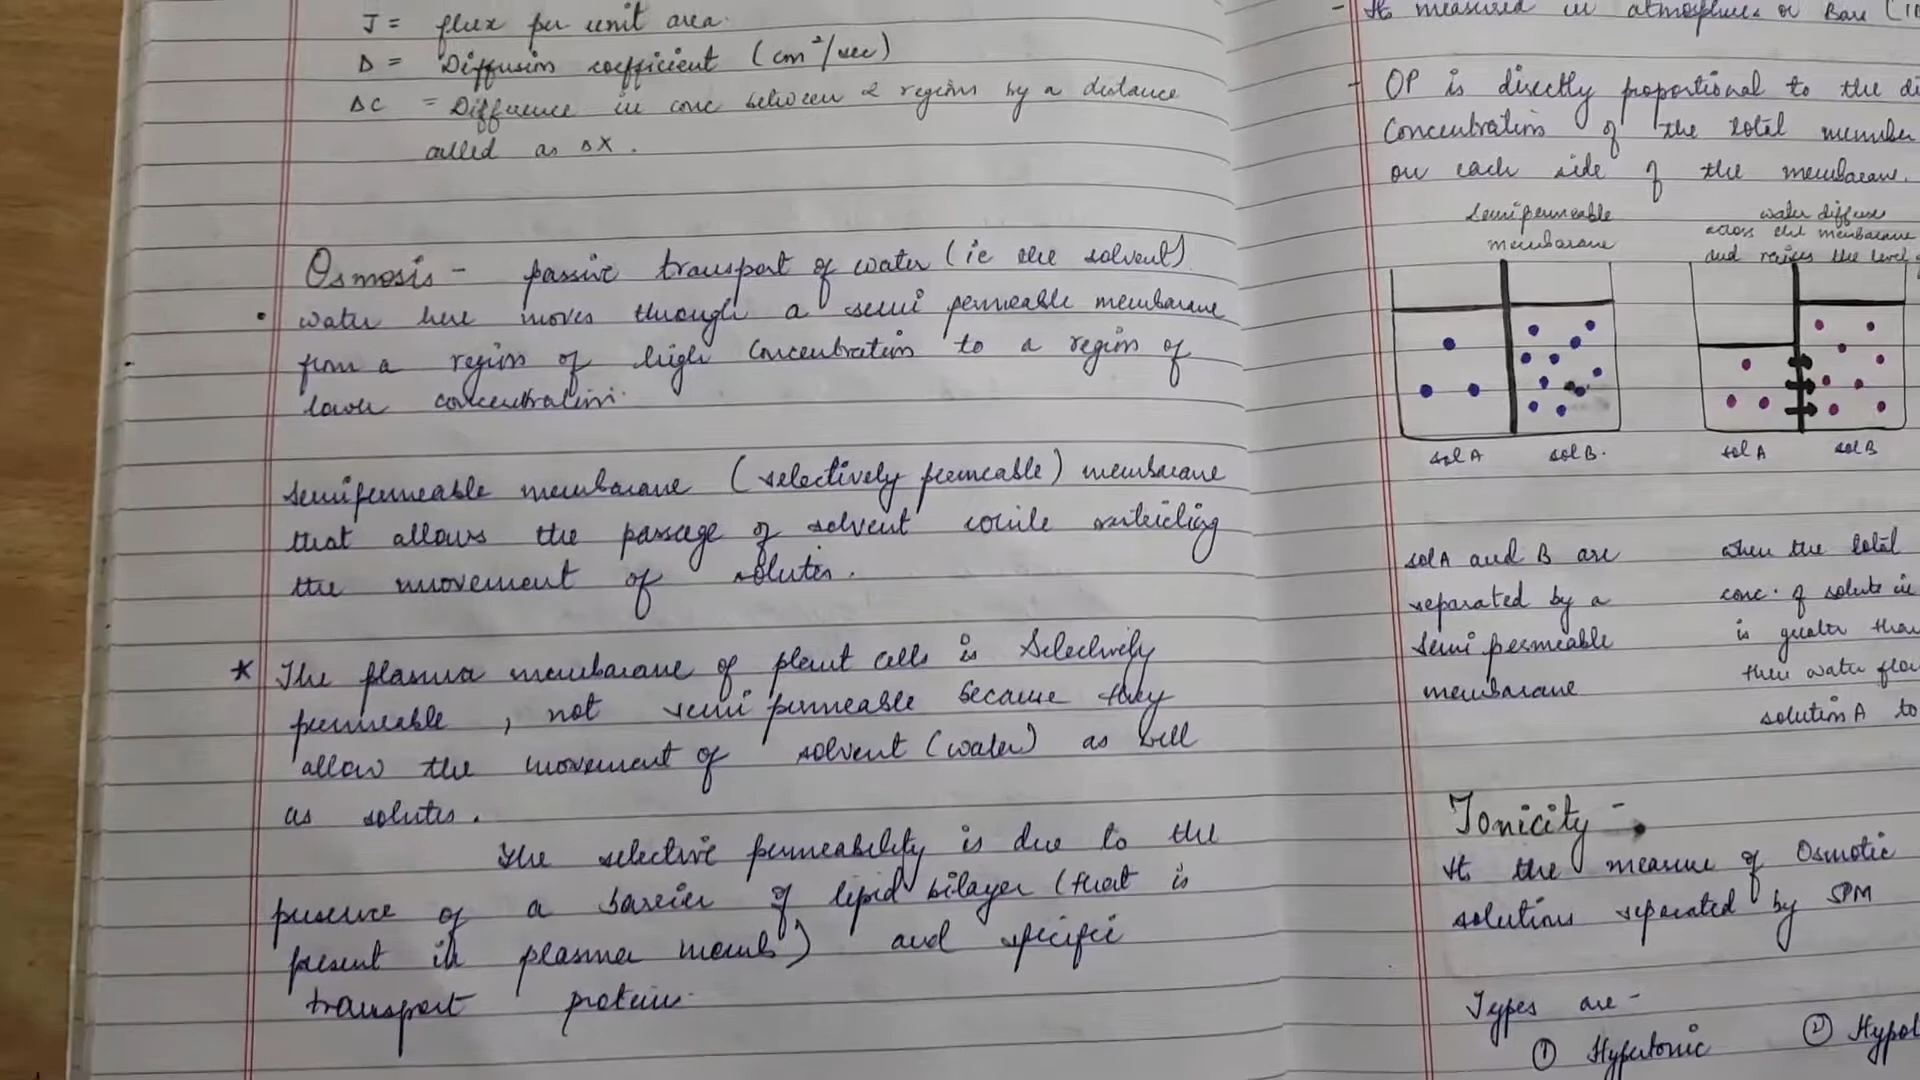 J = flux per unit area.
D = Diffusion coefficient (cm²/sec)
ΔC = Difference in conc between 2 regions by a distance
called as ΔX.
Osmosis - passive transport of water (ie the solvent)
water here moves through a semi permeable membrane
from a region of high concentration to a region of
lower concentration.
semipermeable membrane (selectively permeable) membrane
that allows the passage of solvent while restricting
the movement of solutes.
* The plasma membrane of plant cells is Selectively
permeable, not semi permeable because they
allow the movement of solvent (water) as well
as solutes.
The selective permeability is due to the
presence of a barrier of lipid bilayer (that is
present in plasma memb) and specific
transport protein.
- Its measured in atmospheres or Bars
- OP is directly proportional to the
concentration of the total number
on each side of the membrane.
Semipermeable
membrane
water diffuse
across the membrane
and raises the level
sol A sol B.
sol A sol B
sol A and B are
separated by a
semi permeable
membrane
when the total
conc. of solute in
is greater than
then water
solution A to
Tonicity -
Its the measure of Osmotic
solutions separated by SPM
Types are -
① Hypertonic ②